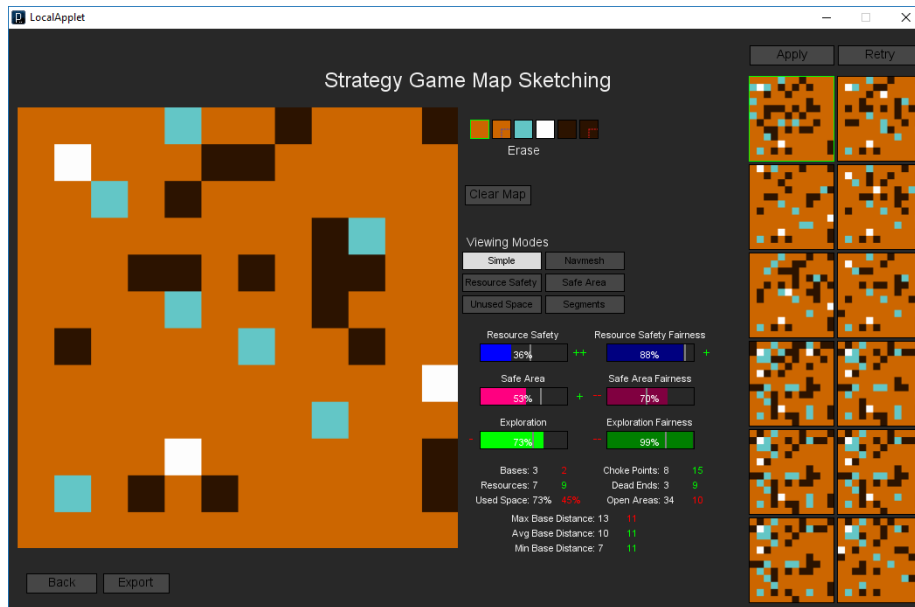 LocalApplet
Apply Retry
Strategy Game Map Sketching
Erase
Clear Map
Viewing Modes
Simple Navmesh
Resource Safety Safe Area
Unused Space Segments
Resource Safety Resource Safety Fairness
36% ++ 88% +
Safe Area Safe Area Fairness
53% + -- 70%
Exploration Exploration Fairness
- 73% -- 99%
Bases: 3 2 Choke Points: 8 15
Resources: 7 9 Dead Ends: 3 9
Used Space: 73% 45% Open Areas: 34 10
Max Base Distance: 13 11
Avg Base Distance: 10 11
Min Base Distance: 7 11
Back Export